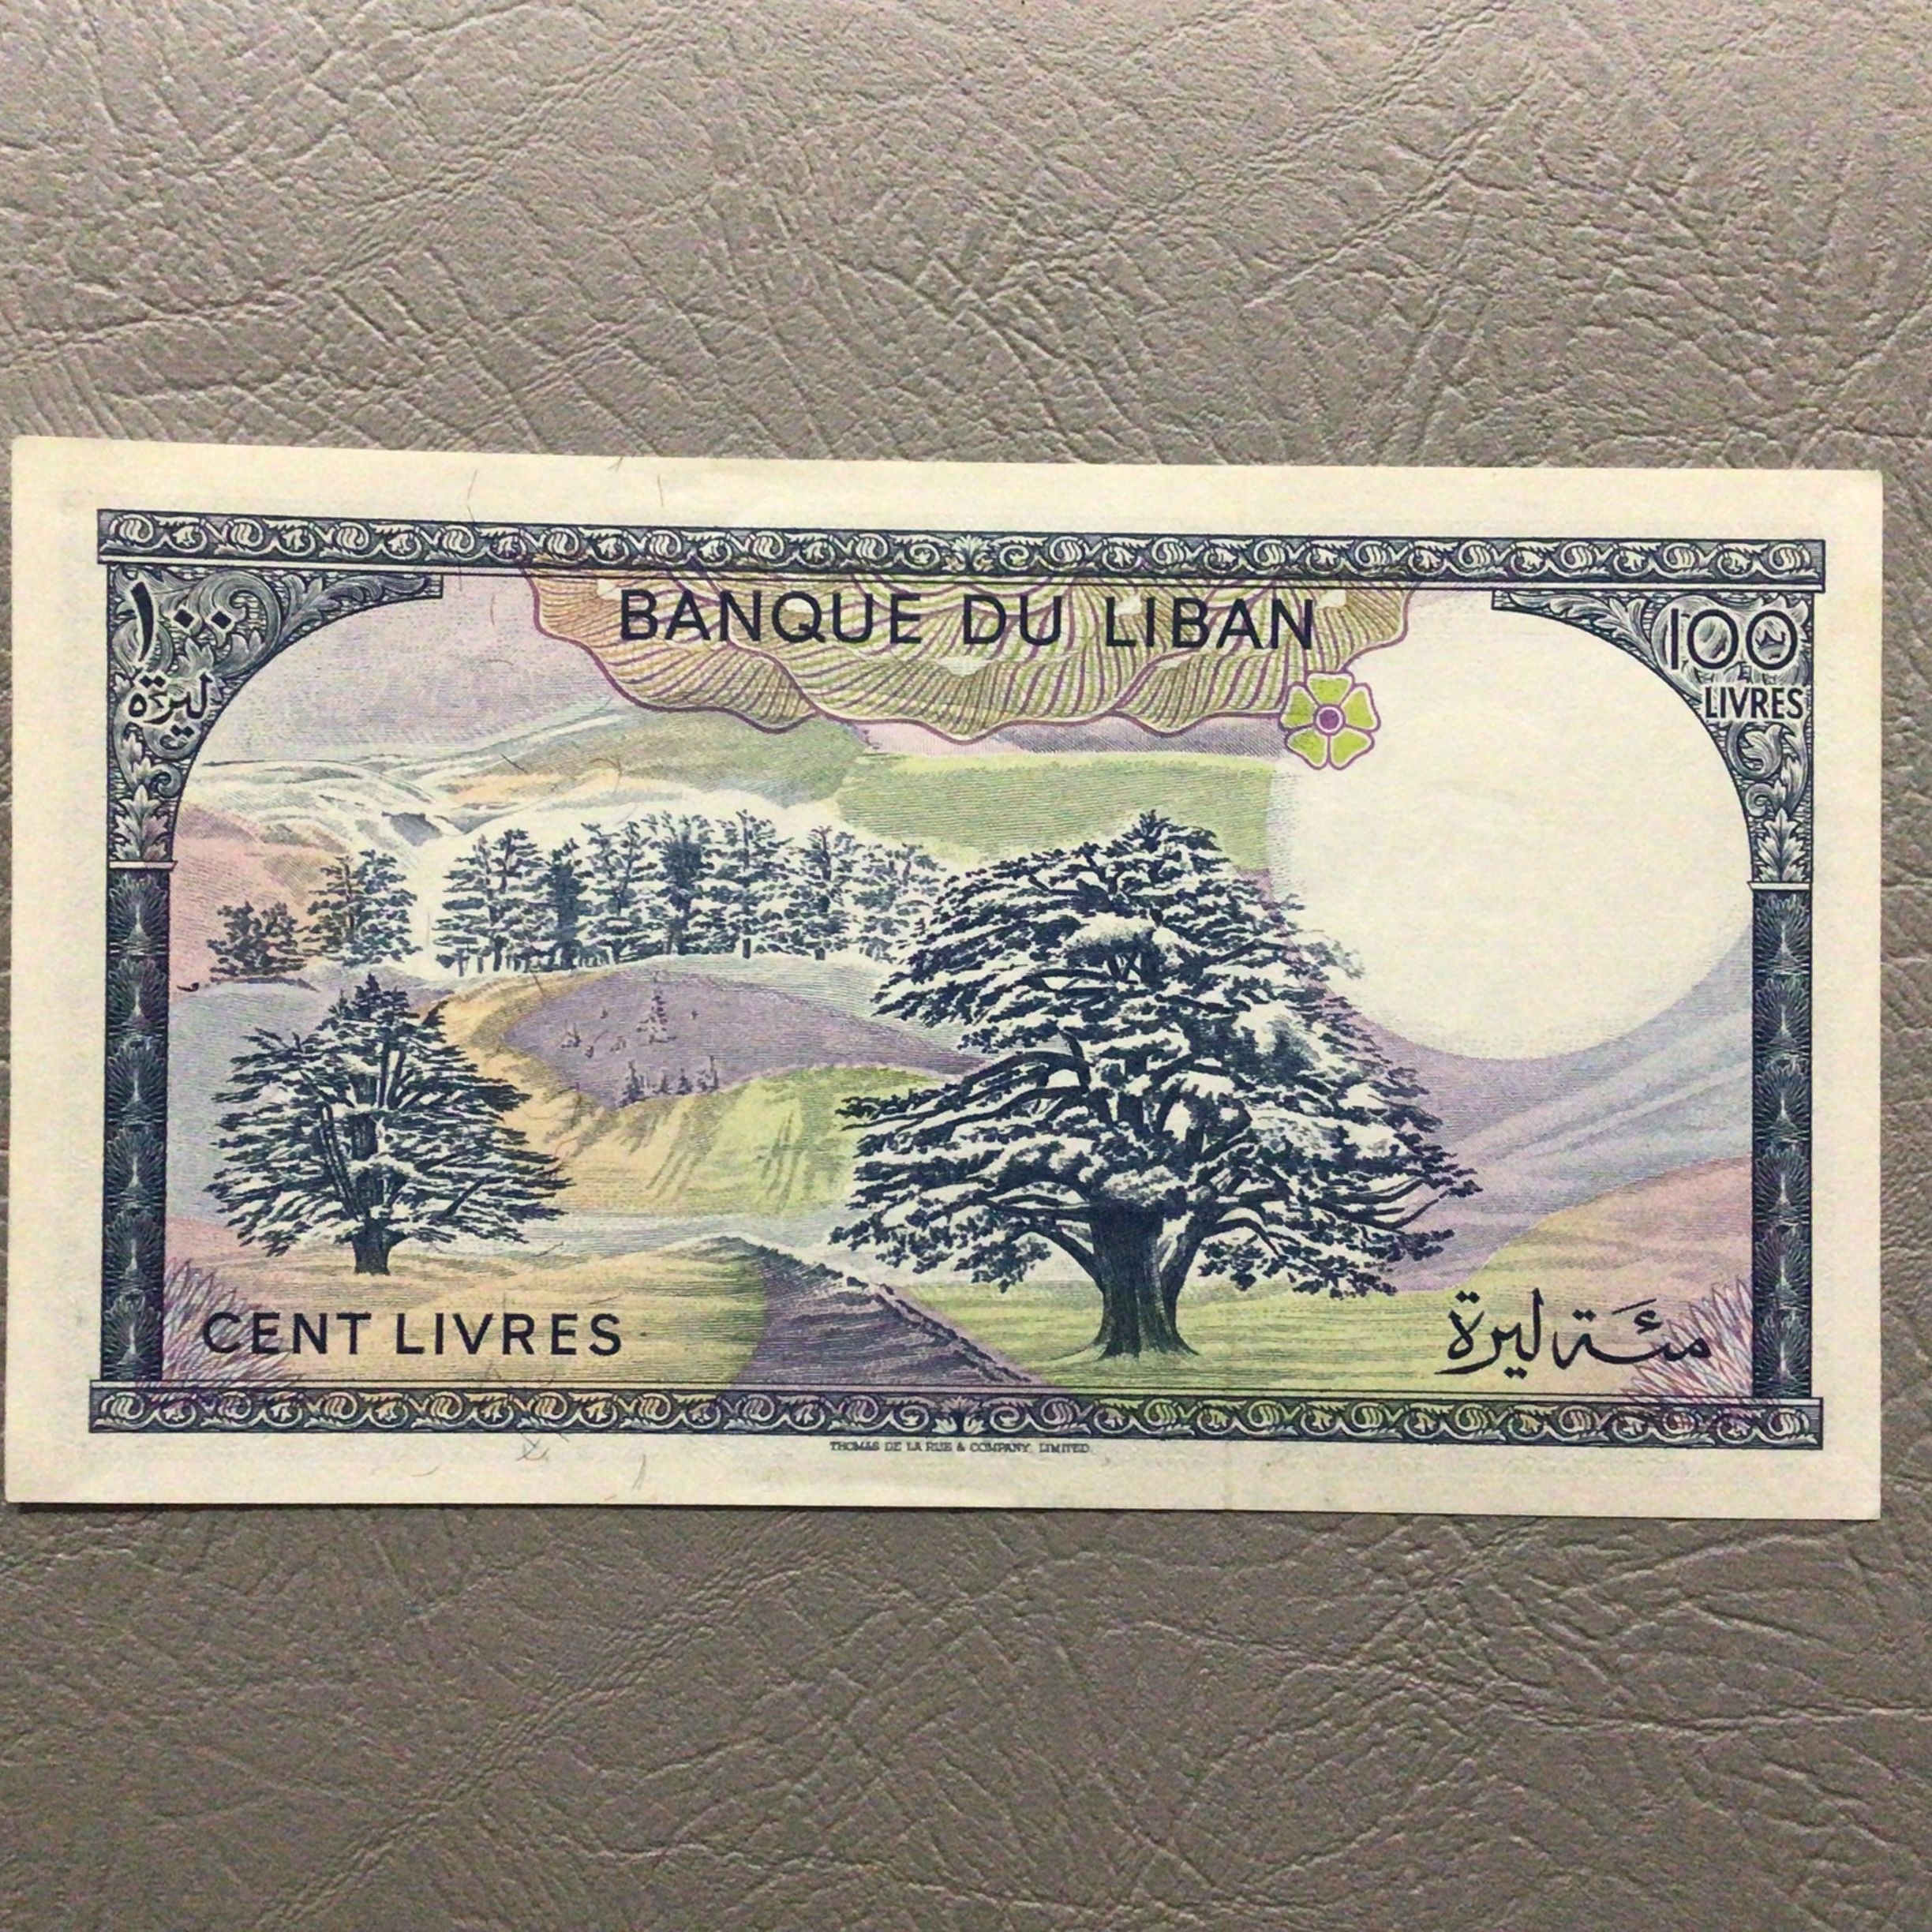 BANQUE DU LIBAN
١٠٠
ليرة
100
LIVRES
CENT LIVRES
مئة ليرة
THOMAS DE LA RUE & COMPANY, LIMITED.